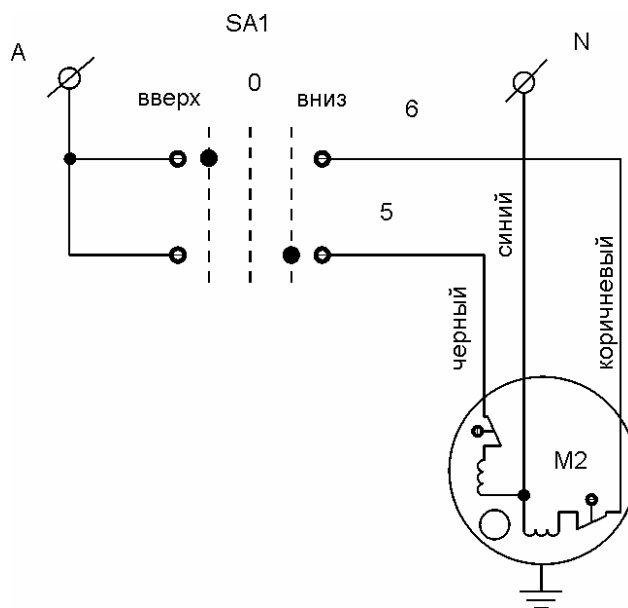 SA1
A
N
вверх
0
вниз
6
5
черный
синий
коричневый
M2